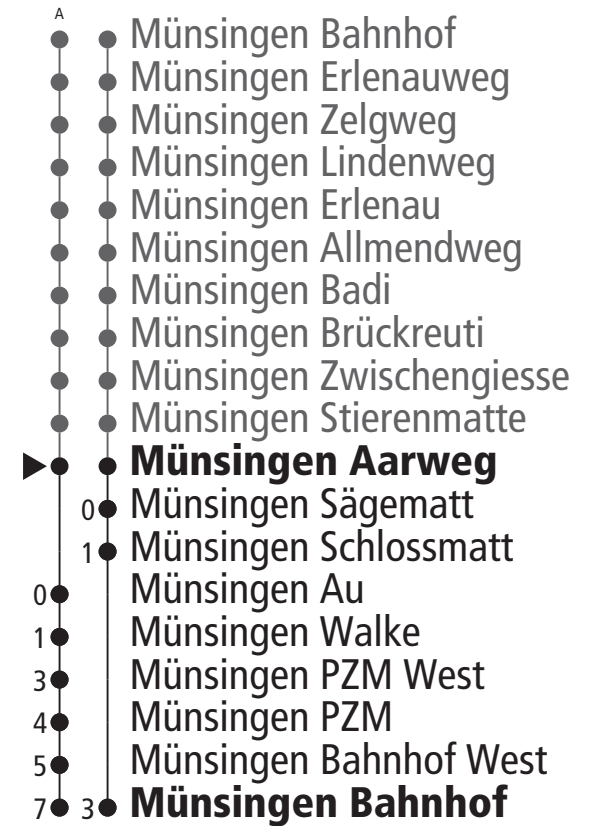 A
Münsingen Bahnhof
Münsingen Erlenauweg
Münsingen Zelgweg
Münsingen Lindenweg
Münsingen Erlenau
Münsingen Allmendweg
Münsingen Badi
Münsingen Brückreuti
Münsingen Zwischengiesse
Münsingen Stierenmatte
Münsingen Aarweg
0 Münsingen Sägematt
1 Münsingen Schlossmatt
0 Münsingen Au
1 Münsingen Walke
3 Münsingen PZM West
4 Münsingen PZM
5 Münsingen Bahnhof West
7 3 Münsingen Bahnhof